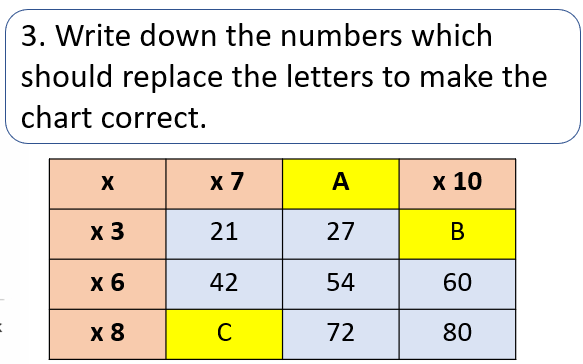 3. Write down the numbers which
should replace the letters to make the
chart correct.
x x 7 A x 10
x 3 21 27 B
x 6 42 54 60
x 8 C 72 80